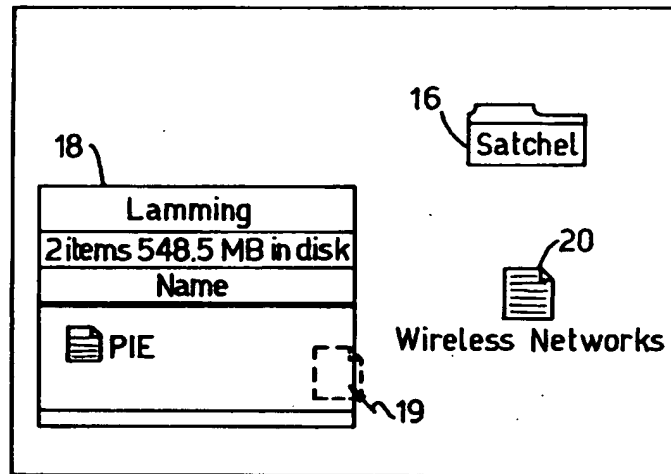 16
Satchel
18
Lamming
2 items 548.5 MB in disk
Name
PIE
19
20
Wireless Networks